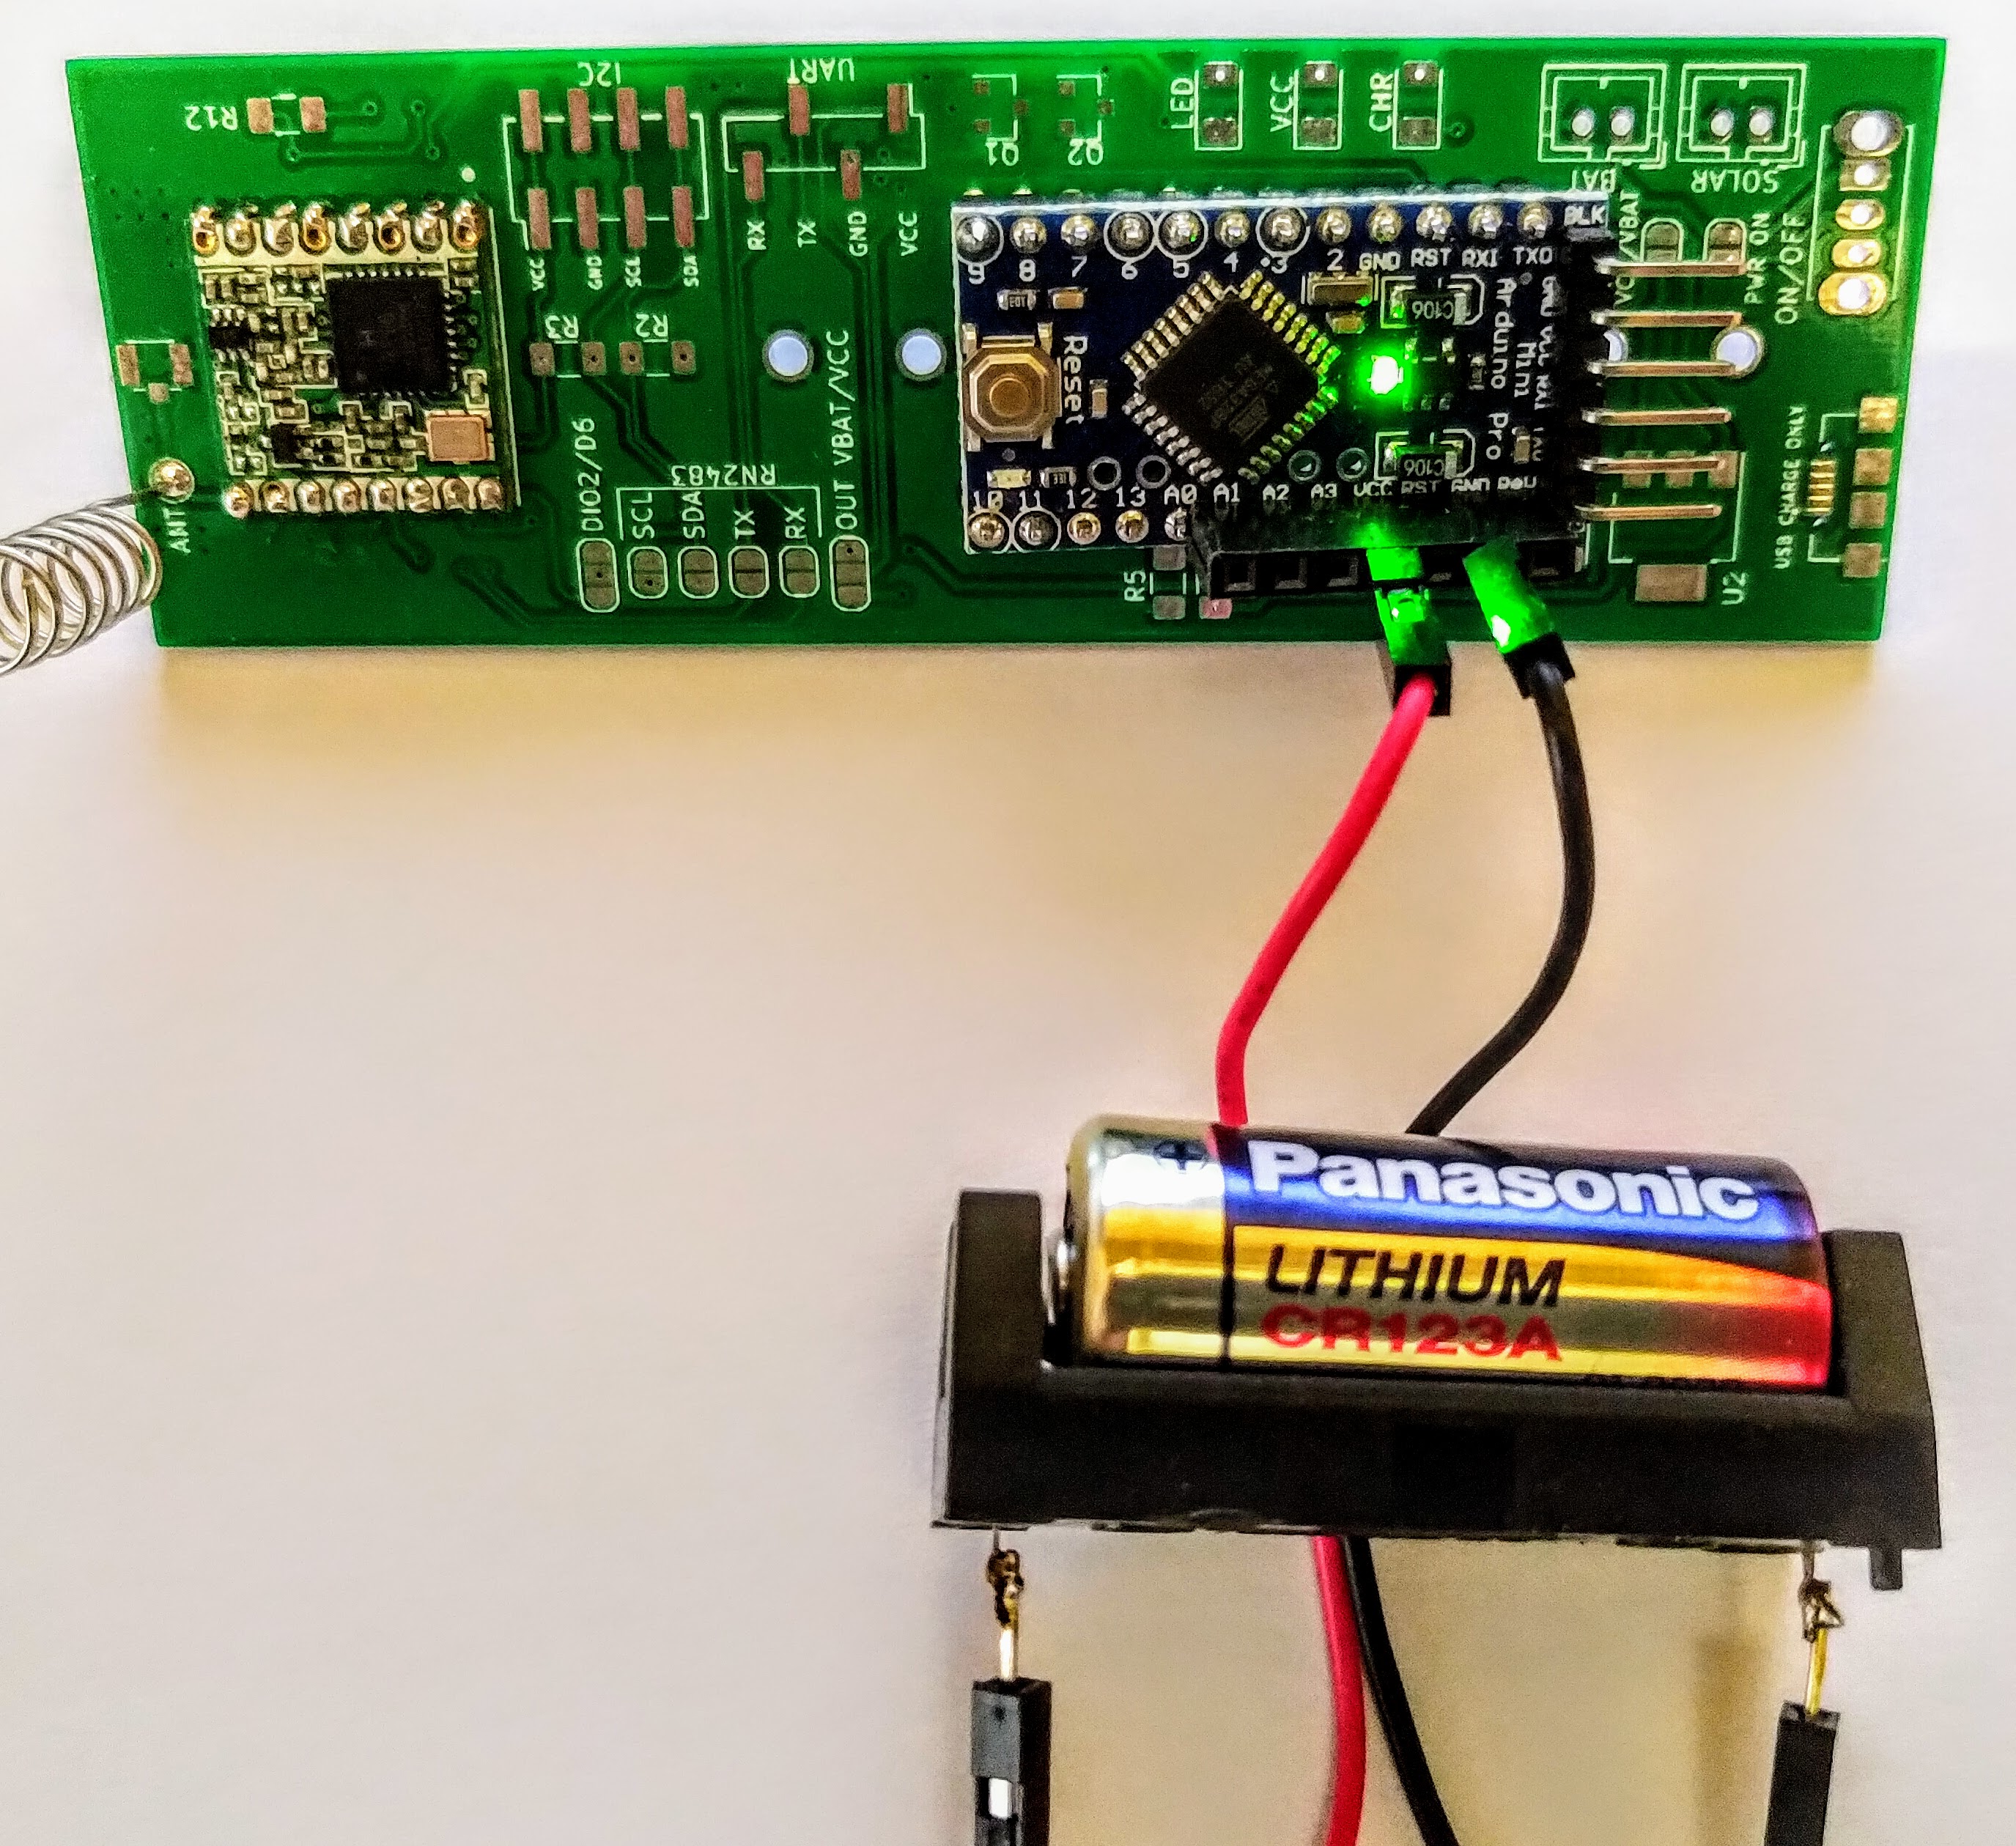 R12
I2C
UART
Q1
Q2
LED
VCC
CHR
BAT
SOLAR
VCC
GND
SCL
SDA
RX
TX
GND
VCC
R3
R2
ANT
DIO2/D6
SCL
SDA
TX
RX
RN2483
OUT VBAT/VCC
9 8 7 6 5 4 3 2 GND RST RXI TXO
BLK
Reset
C106
Arduino
Mini
Pro
C106
10 11 12 13 A0 A1 A2 A3 VCC RST GND RAW
PWR ON
ON/OFF
USB CHARGE ONLY
R5
U2
Panasonic
LITHIUM
CR123A